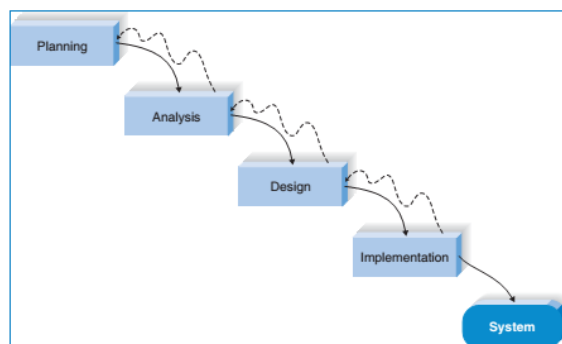 Planning
Analysis
Design
Implementation
System